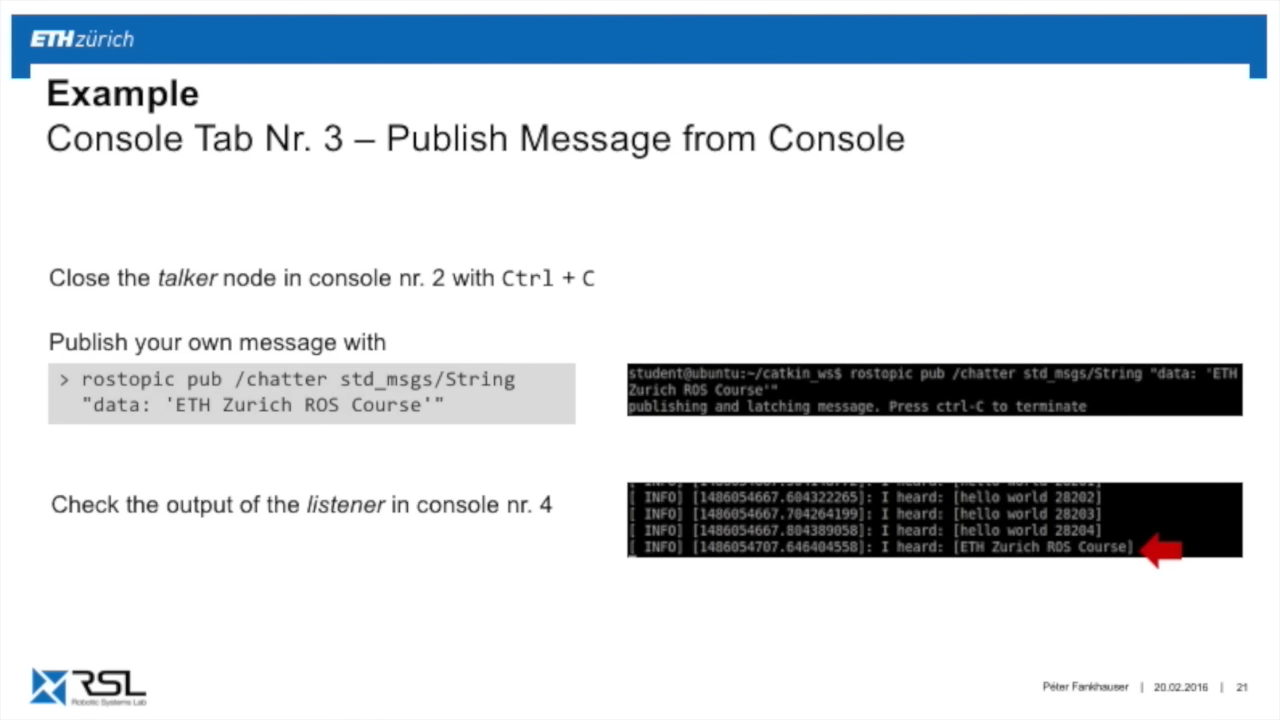 ETH zürich
Example
Console Tab Nr. 3 – Publish Message from Console
Close the talker node in console nr. 2 with Ctrl + C
Publish your own message with
> rostopic pub /chatter std_msgs/String
"data: 'ETH Zurich ROS Course'"
student@ubuntu:~/catkin_ws$ rostopic pub /chatter std_msgs/String "data: 'ETH
Zurich ROS Course'"
publishing and latching message. Press ctrl-C to terminate
Check the output of the listener in console nr. 4
[ INFO] [1486054667.604322265]: I heard: [hello world 28202]
[ INFO] [1486054667.704264199]: I heard: [hello world 28203]
[ INFO] [1486054667.804389058]: I heard: [hello world 28204]
[ INFO] [1486054707.646404558]: I heard: [ETH Zurich ROS Course]
RSL
Robotic Systems Lab
Péter Fankhauser | 20.02.2016 | 21